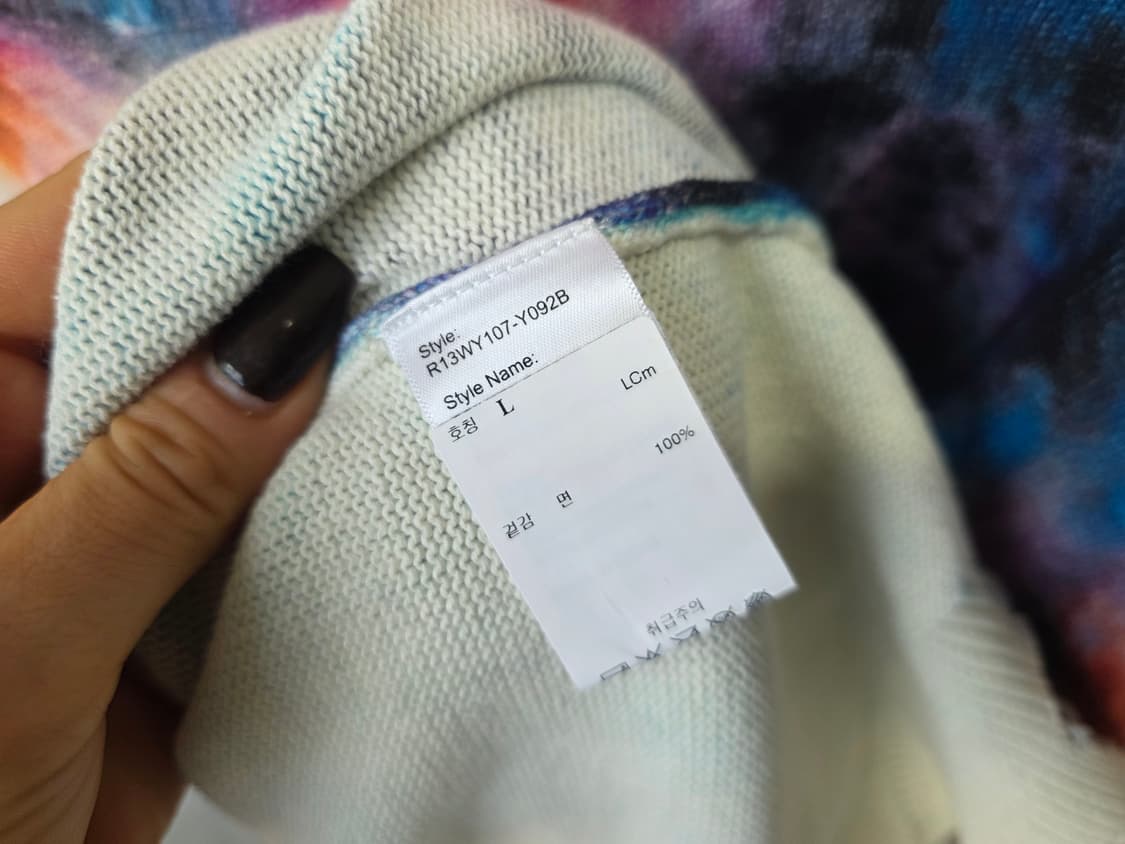 Style:
R13WY107-Y092B
Style Name:
호칭 L LCm
100%
겉감 면
취급주의